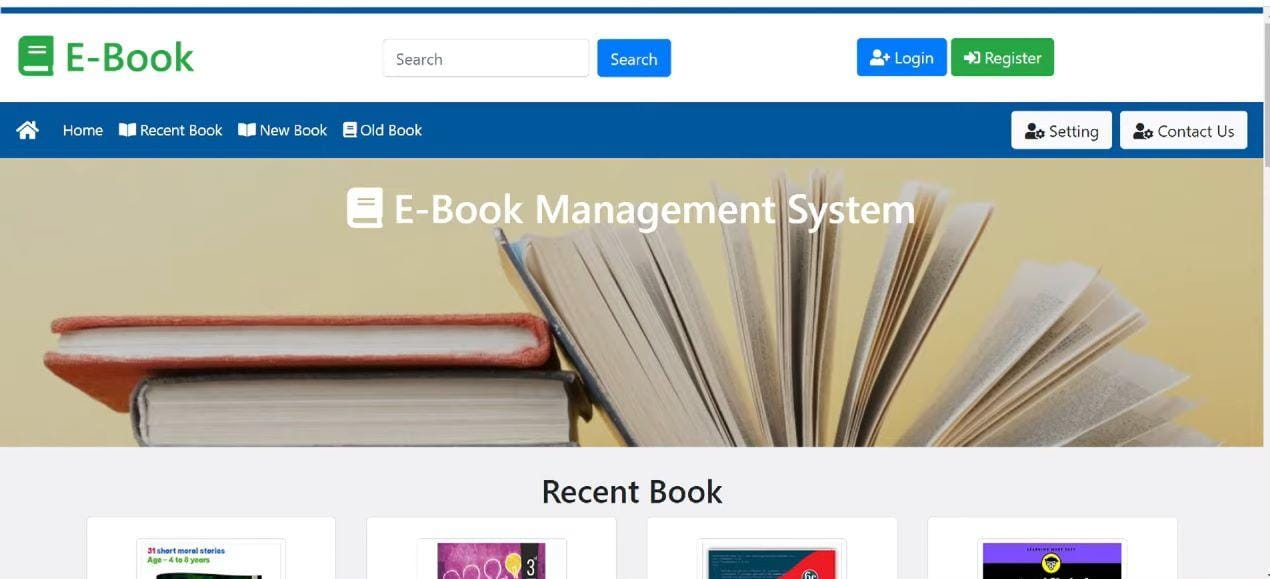 E-Book
Search
Search
Login
Register
Home
Recent Book
New Book
Old Book
Setting
Contact Us
E-Book Management System
Recent Book
31 short moral stories
Age - 4 to 8 years
3rd
LEARNING MADE EASY